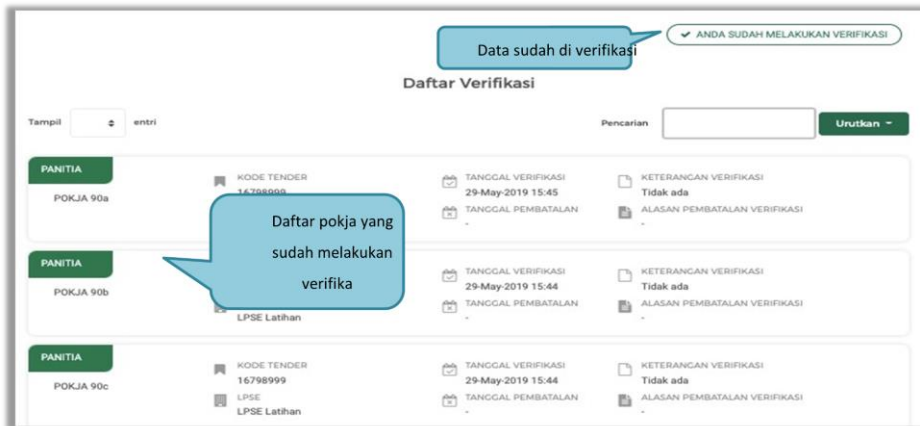 Data sudah di verifikasi
✔ ANDA SUDAH MELAKUKAN VERIFIKASI
Daftar Verifikasi
Tampil entri
Pencarian
Urutkan
PANITIA
POKJA 90a
KODE TENDER
16798999
TANGGAL VERIFIKASI
29-May-2019 15:45
TANGGAL PEMBATALAN
-
KETERANGAN VERIFIKASI
Tidak ada
ALASAN PEMBATALAN VERIFIKASI
-
Daftar pokja yang
sudah melakukan
verifika
PANITIA
POKJA 90b
LPSE Latihan
TANGGAL VERIFIKASI
29-May-2019 15:44
TANGGAL PEMBATALAN
-
KETERANGAN VERIFIKASI
Tidak ada
ALASAN PEMBATALAN VERIFIKASI
-
PANITIA
POKJA 90c
KODE TENDER
16798999
LPSE
LPSE Latihan
TANGGAL VERIFIKASI
29-May-2019 15:44
TANGGAL PEMBATALAN
-
KETERANGAN VERIFIKASI
Tidak ada
ALASAN PEMBATALAN VERIFIKASI
-